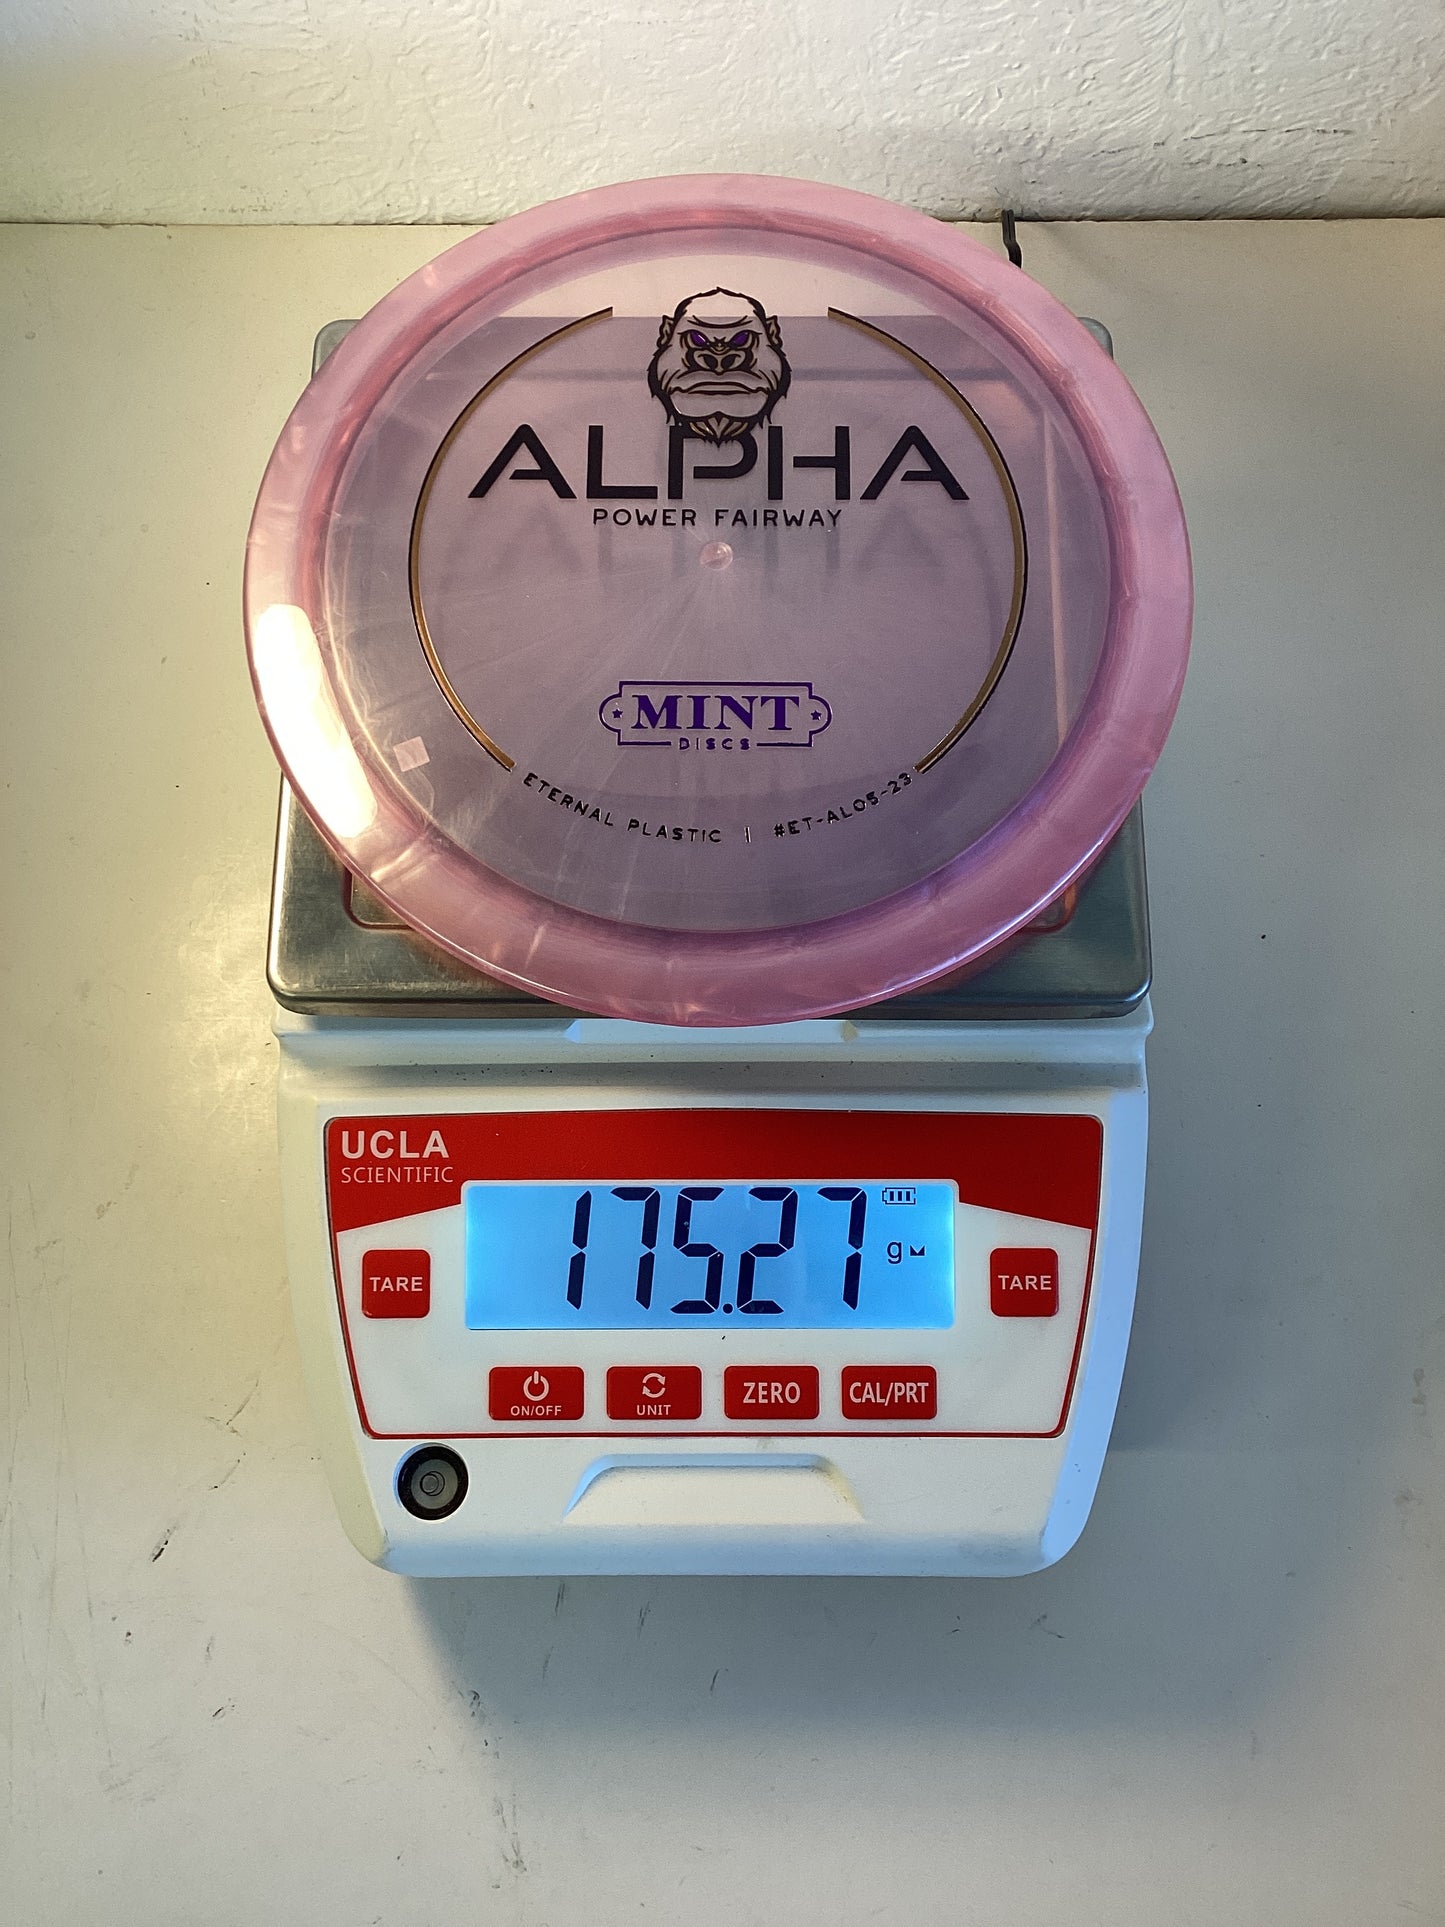 ALPHA
POWER FAIRWAY
MINT
DISCS
ETERNAL PLASTIC | #ET-AL05-23
UCLA
SCIENTIFIC
175.27
g
TARE
TARE
ON/OFF
UNIT
ZERO
CAL/PRT